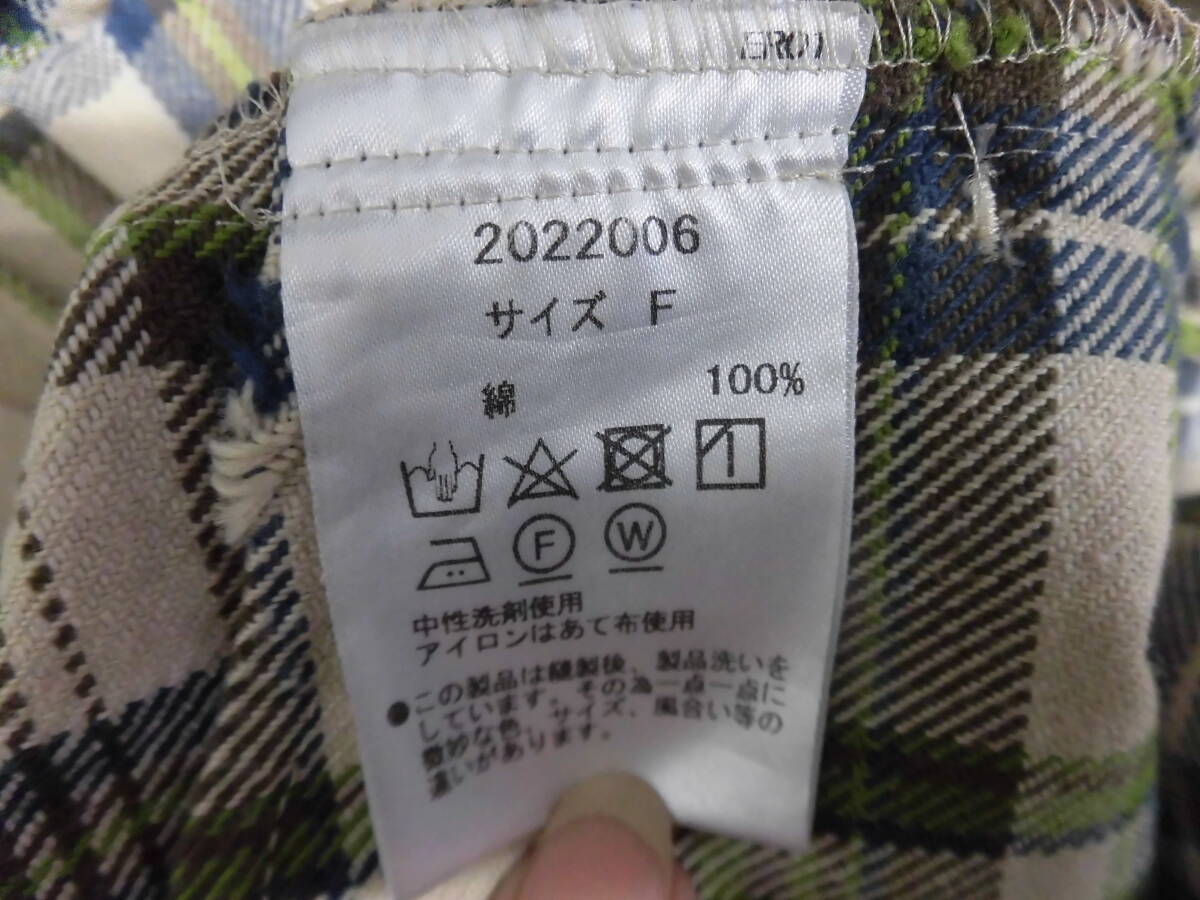 2022006
サイズ F
綿 100%
F W
中性洗剤使用
アイロンはあて布使用
●この製品は縫製後、製品洗いを
しています。その為一点一点に
微妙な色、サイズ、風合い等の
違いがあります。